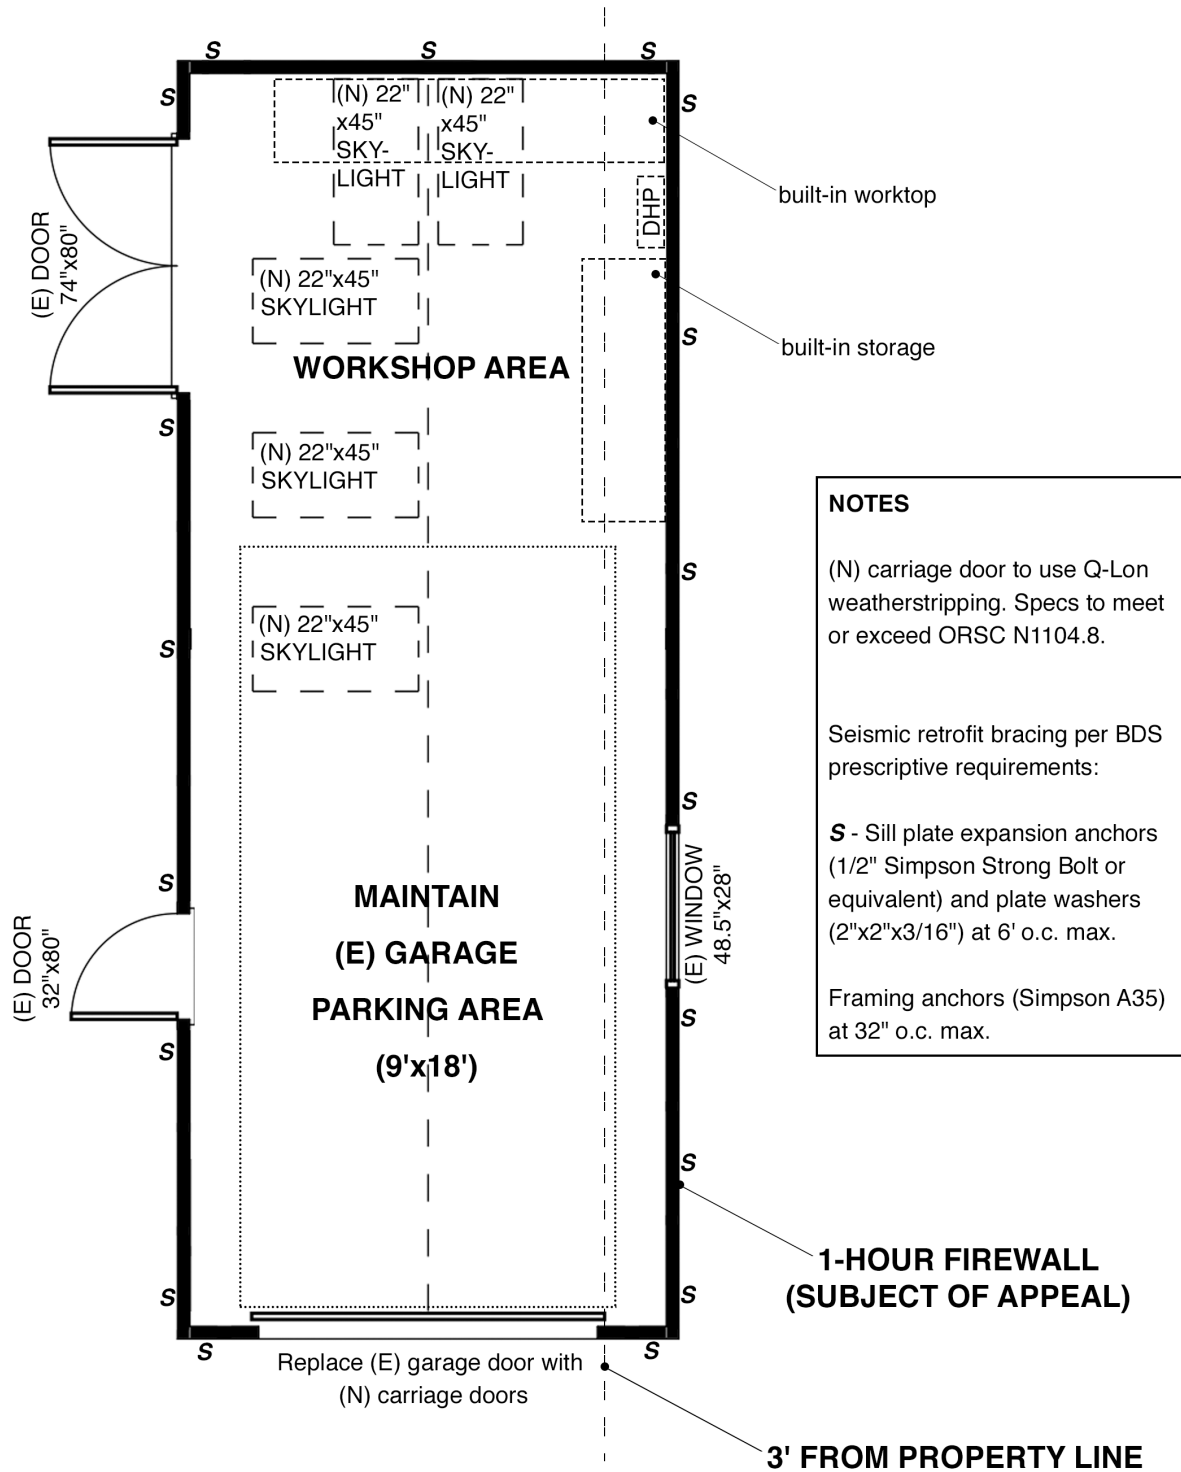 S
S
S
S
S
(N) 22"
x45"
SKY-
LIGHT
(N) 22"
x45"
SKY-
LIGHT
built-in worktop
DHP
(E) DOOR
74"x80"
(N) 22"x45"
SKYLIGHT
S
built-in storage
WORKSHOP AREA
S
(N) 22"x45"
SKYLIGHT
S
(N) 22"x45"
SKYLIGHT
S
S
(E) WINDOW
48.5"x28"
S
MAINTAIN
(E) GARAGE
PARKING AREA
(9'x18')
(E) DOOR
32"x80"
S
S
S
S
S
S
S
Replace (E) garage door with
(N) carriage doors
NOTES
(N) carriage door to use Q-Lon
weatherstripping. Specs to meet
or exceed ORSC N1104.8.
Seismic retrofit bracing per BDS
prescriptive requirements:
S - Sill plate expansion anchors
(1/2" Simpson Strong Bolt or
equivalent) and plate washers
(2"x2"x3/16") at 6' o.c. max.
Framing anchors (Simpson A35)
at 32" o.c. max.
1-HOUR FIREWALL
(SUBJECT OF APPEAL)
3' FROM PROPERTY LINE